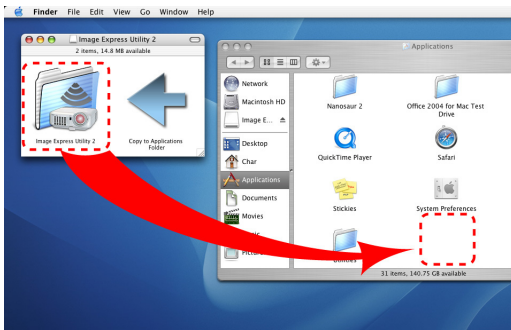 Finder File Edit View Go Window Help
Image Express Utility 2
2 items, 14.8 MB available
Image Express Utility 2
Copy to Applications
Folder
Applications
Network
Macintosh HD
Image E...
Desktop
Char
Applications
Documents
Movies
Nanosaur 2
Office 2004 for Mac Test
Drive
QuickTime Player
Safari
Stickies
System Preferences
31 items, 140.75 GB available